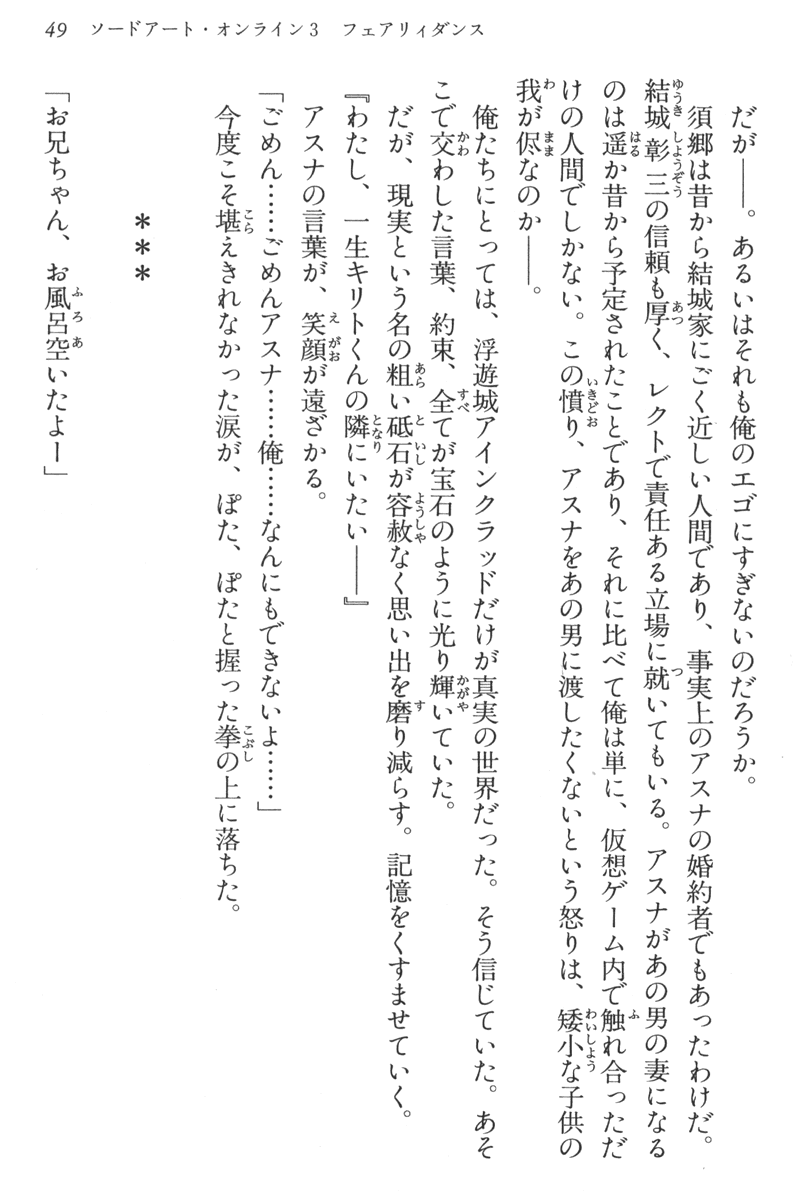 49 ソードアート・オンライン3 フェアリィダンス
だが――。あるいはそれも俺のエゴにすぎないのだろうか。
須郷は昔から結城家にごく近しい人間であり、事実上のアスナの婚約者でもあったわけだ。
結城彰三の信頼も厚く、レクトで責任ある立場に就いてもいる。アスナがあの男の妻になる
のは遥か昔から予定されたことであり、それに比べて俺は単に、仮想ゲーム内で触れ合っただ
けの人間でしかない。この憤り、アスナをあの男に渡したくないという怒りは、矮小な子供の
我が侭なのか――。
俺たちにとっては、浮遊城アインクラッドだけが真実の世界だった。そう信じていた。あそ
こで交わした言葉、約束、全てが宝石のように光り輝いていた。
だが、現実という名の粗い砥石が容赦なく思い出を磨り減らす。記憶をくすませていく。
『わたし、一生キリトくんの隣にいたい――』
アスナの言葉が、笑顔が遠ざかる。
「ごめん……ごめんアスナ……俺……なんにもできないよ……」
今度こそ堪えきれなかった涙が、ぽた、ぽたと握った拳の上に落ちた。
＊＊＊
「お兄ちゃん、お風呂空いたよー」